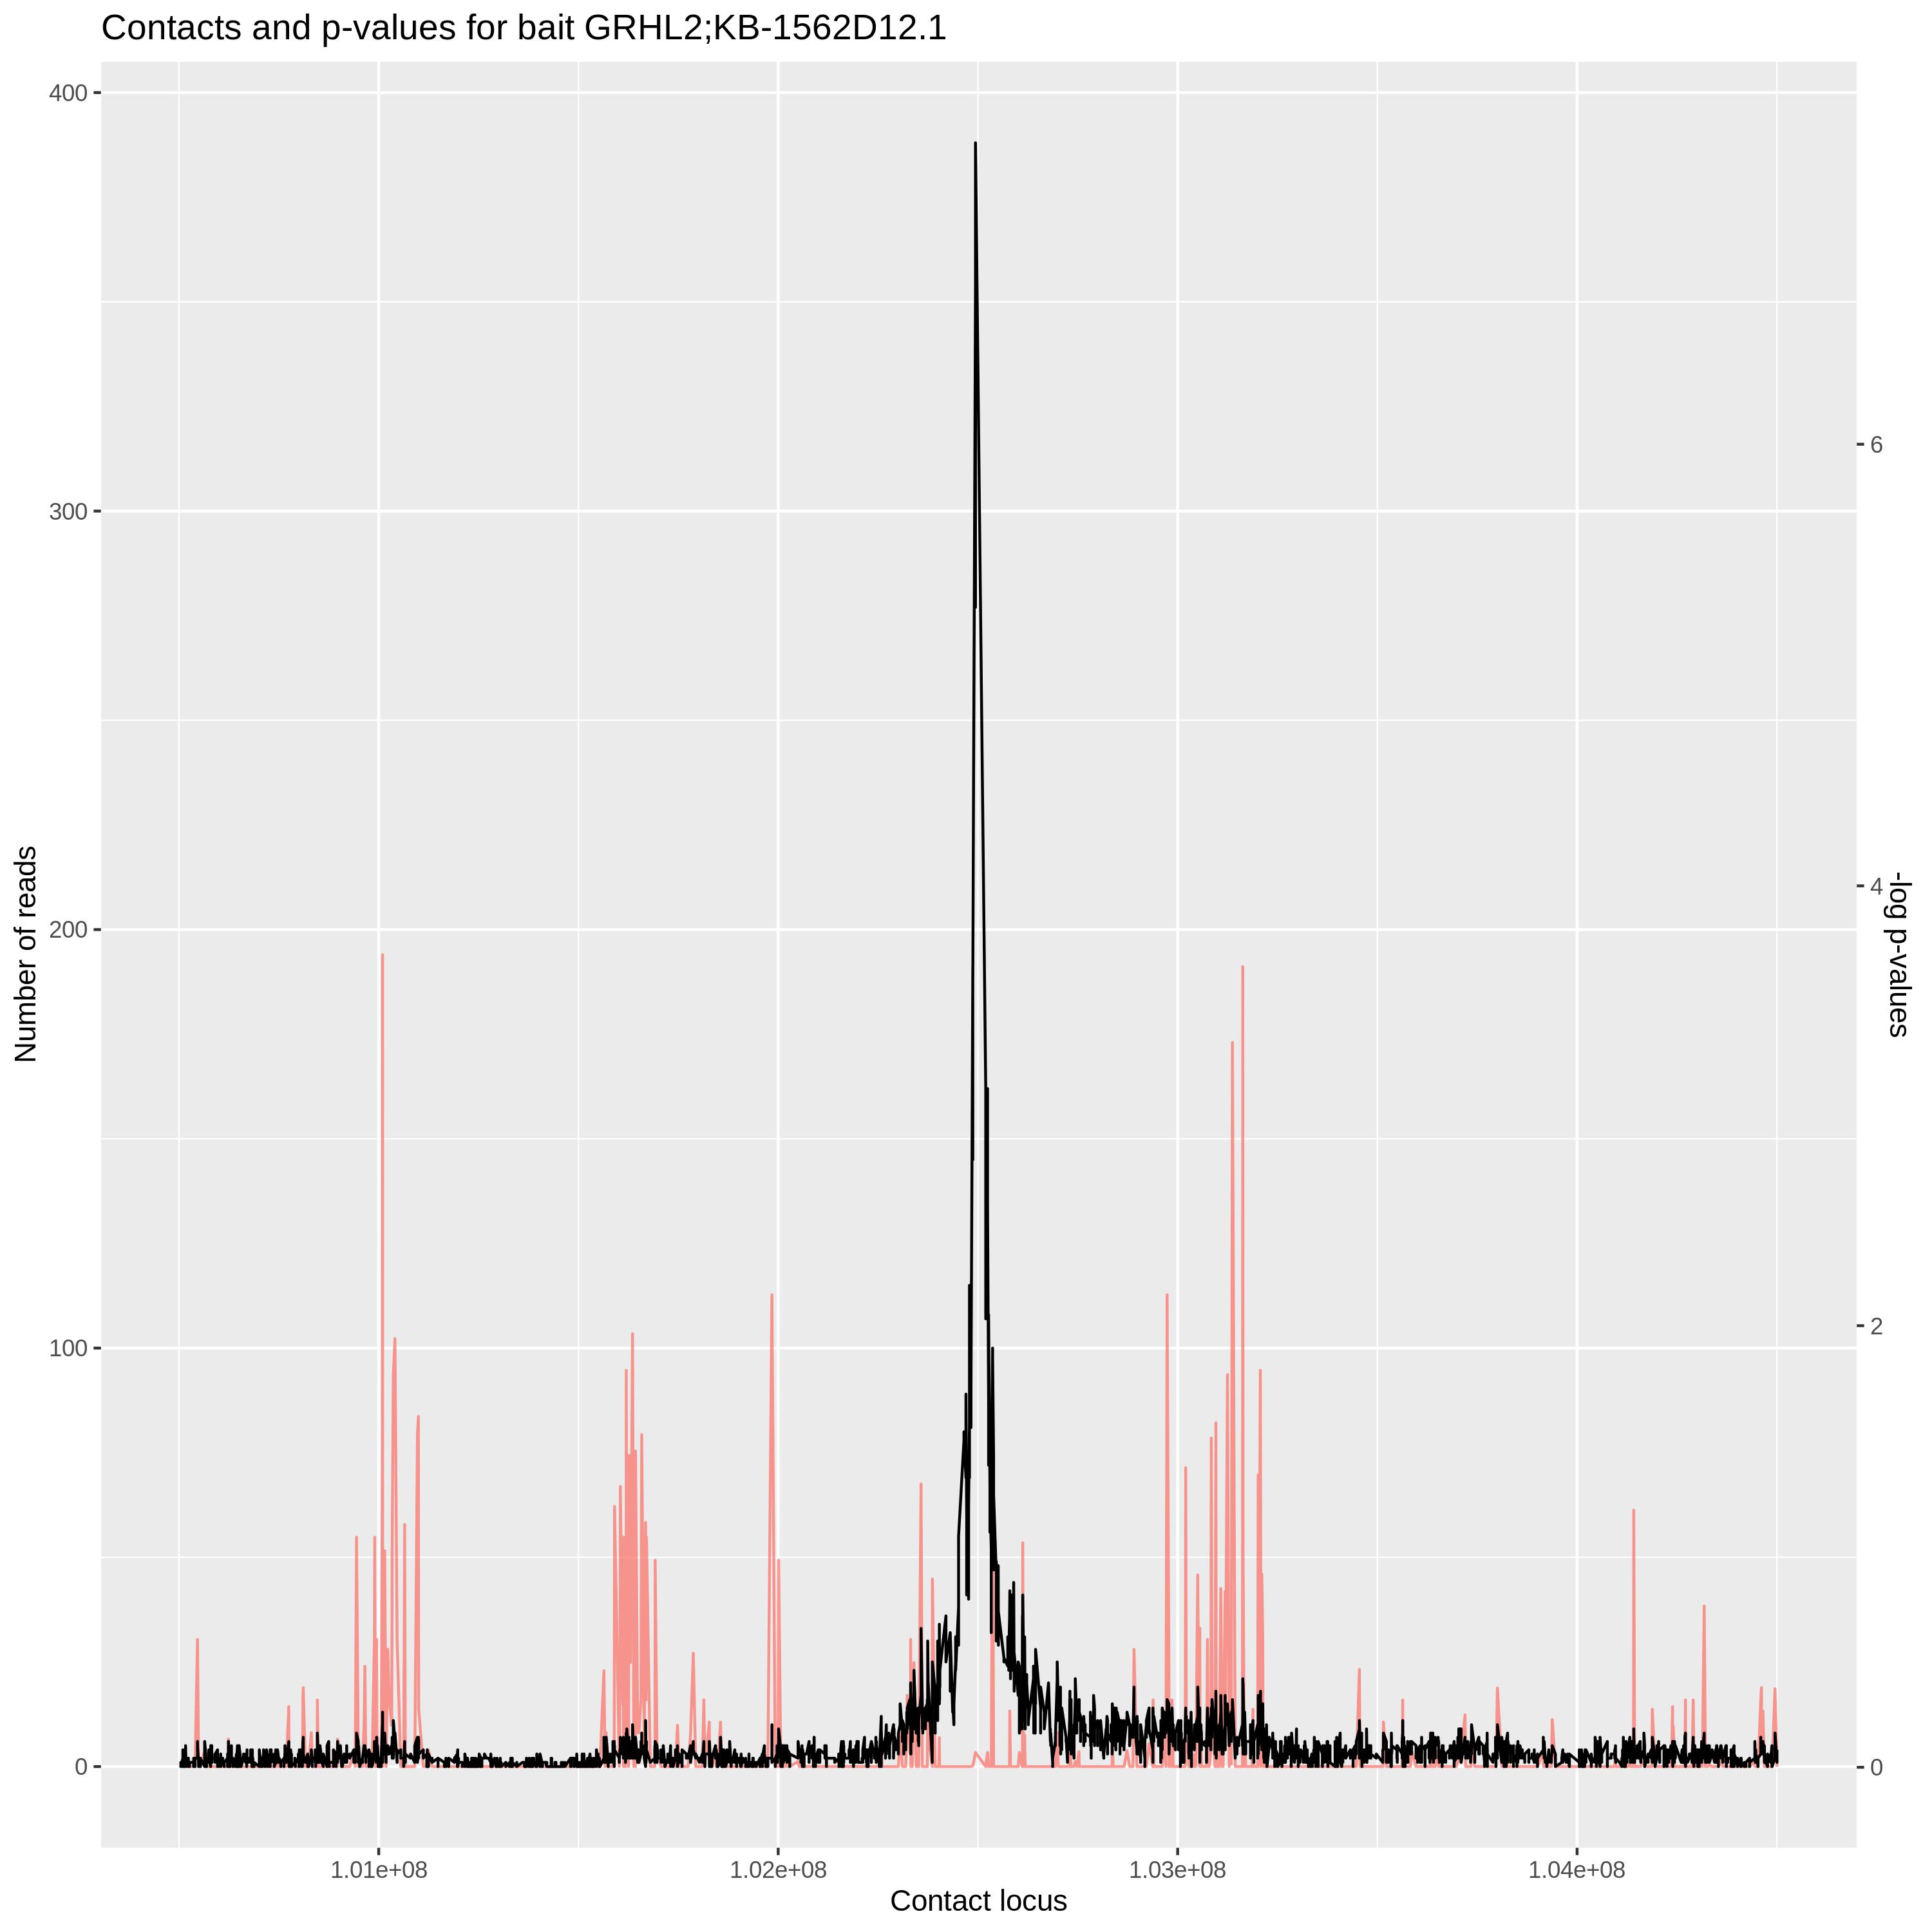 Contacts and p-values for bait GRHL2;KB-1562D12.1
400
300
200
100
0
Number of reads
6
4
2
0
-log p-values
1.01e+08
1.02e+08
1.03e+08
1.04e+08
Contact locus